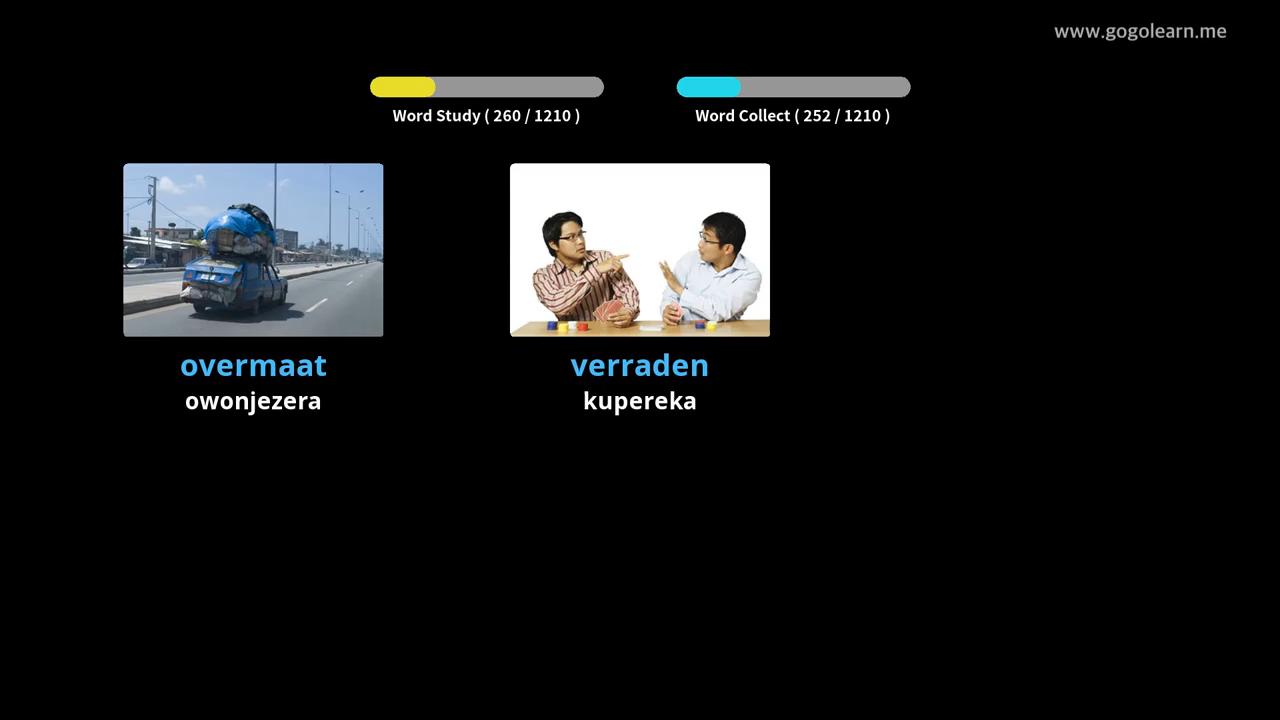 www.gogolearn.me
Word Study ( 260 / 1210 )
Word Collect ( 252 / 1210 )
overmaat
owonjezera
verraden
kupereka